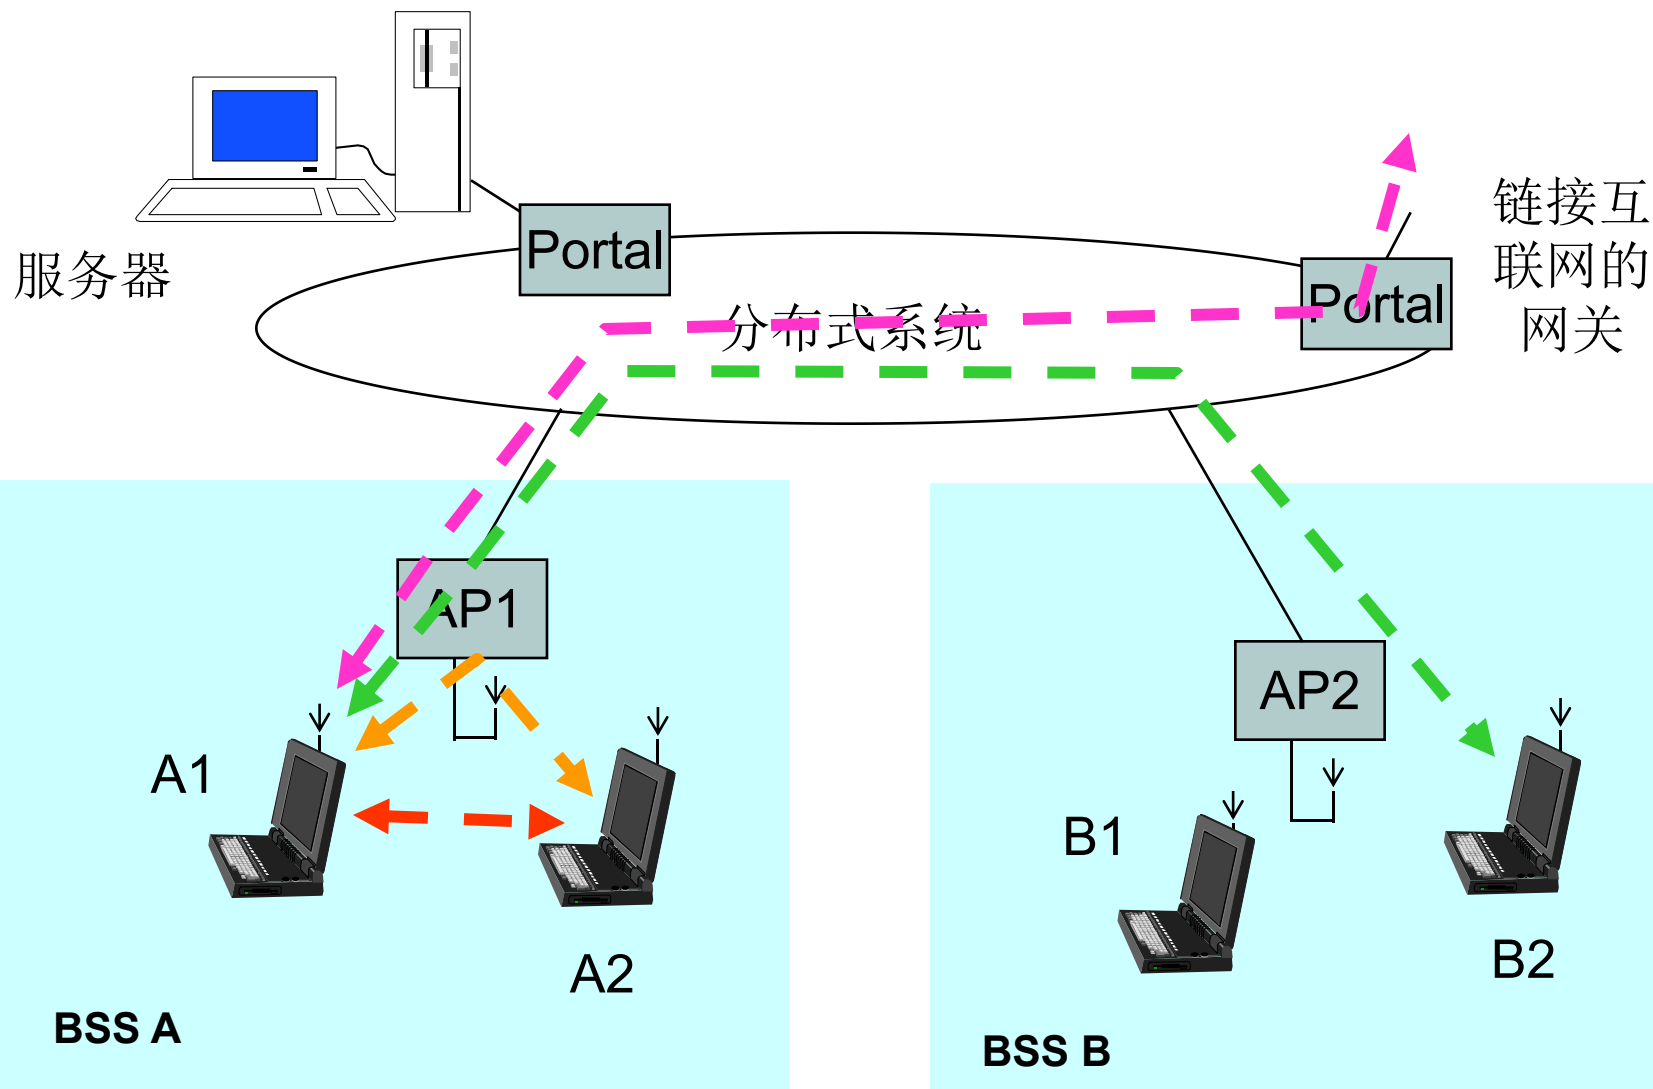 Portal
服务器
链接互
联网的
网关
Portal
分布式系统
AP1
AP2
A1
A2
B1
B2
BSS A
BSS B